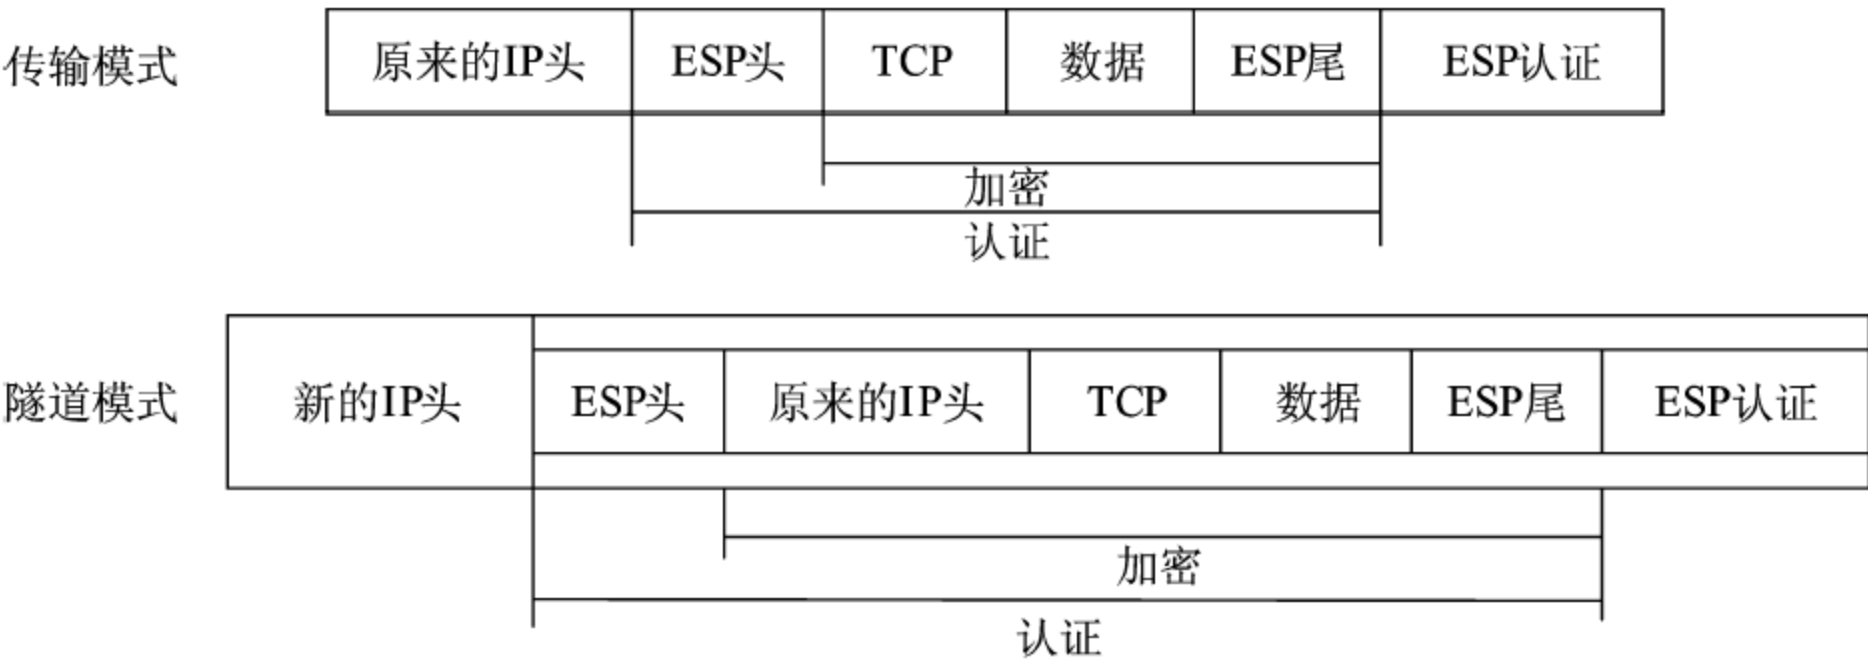 传输模式 原来的IP头 ESP头 TCP 数据 ESP尾 ESP认证
加密
认证
隧道模式 新的IP头 ESP头 原来的IP头 TCP 数据 ESP尾 ESP认证
加密
认证